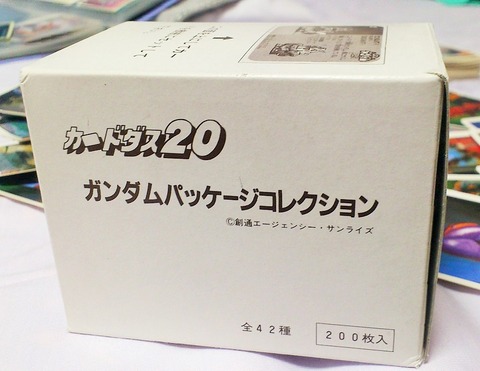 カードダス20
ガンダムパッケージコレクション
©創通エージェンシー・サンライズ
全42種
200枚入